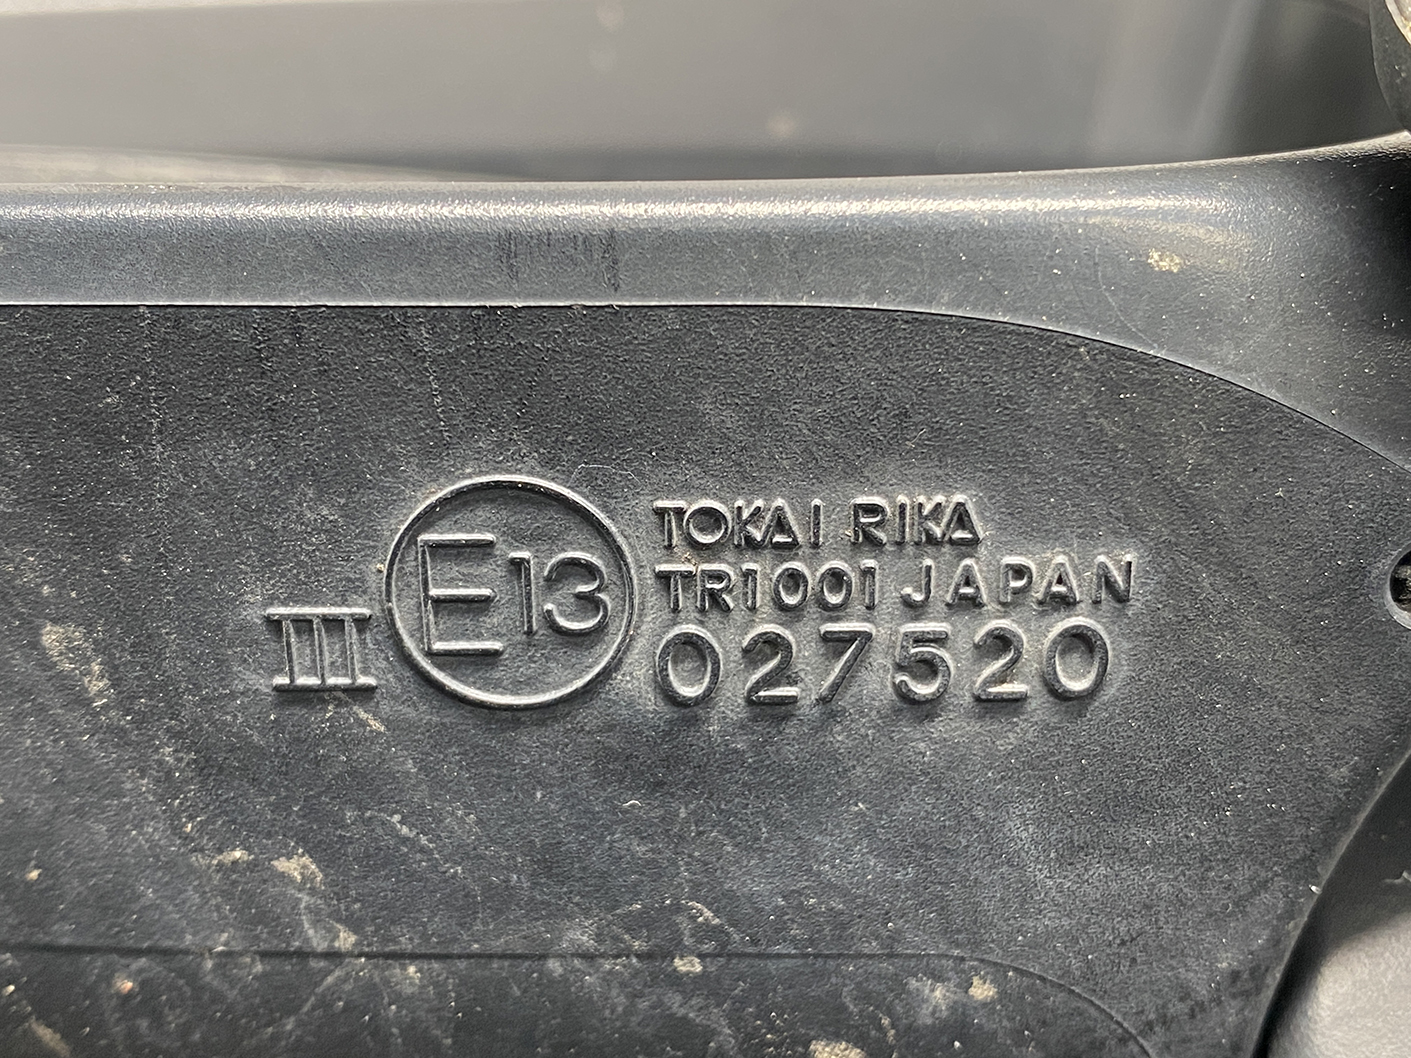 III E13
TOKAI RIKA
TR1001 JAPAN
027520